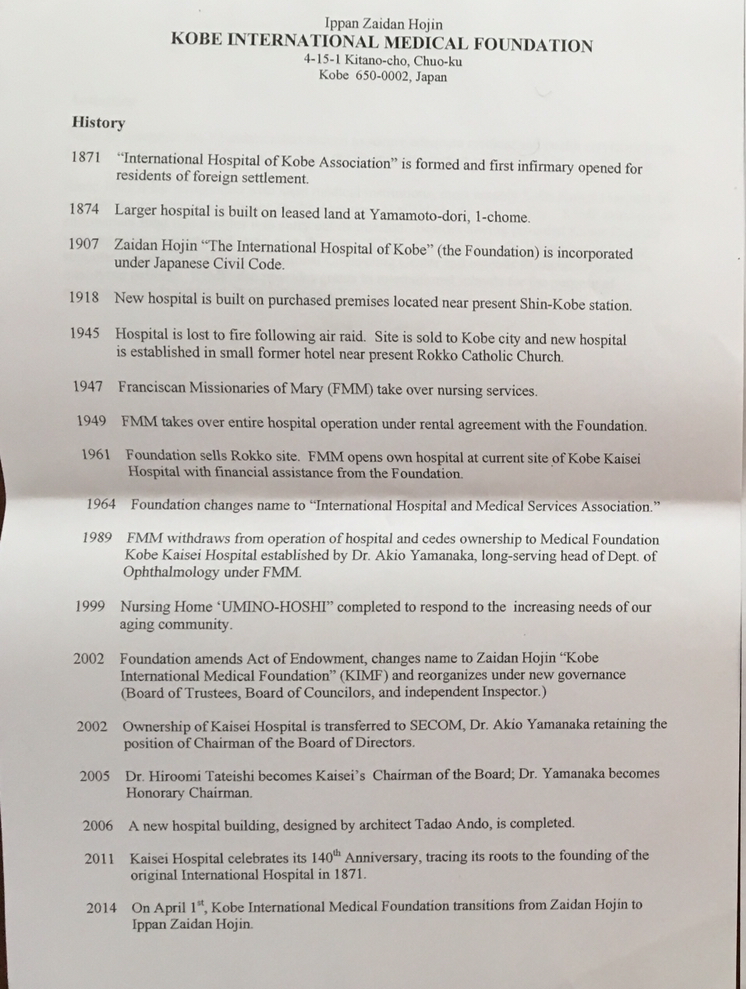 Ippan Zaidan Hojin
KOBE INTERNATIONAL MEDICAL FOUNDATION
4-15-1 Kitano-cho, Chuo-ku
Kobe 650-0002, Japan
History
1871 “International Hospital of Kobe Association” is formed and first infirmary opened for
residents of foreign settlement.
1874 Larger hospital is built on leased land at Yamamoto-dori, 1-chome.
1907 Zaidan Hojin “The International Hospital of Kobe” (the Foundation) is incorporated
under Japanese Civil Code.
1918 New hospital is built on purchased premises located near present Shin-Kobe station.
1945 Hospital is lost to fire following air raid. Site is sold to Kobe city and new hospital
is established in small former hotel near present Rokko Catholic Church.
1947 Franciscan Missionaries of Mary (FMM) take over nursing services.
1949 FMM takes over entire hospital operation under rental agreement with the Foundation.
1961 Foundation sells Rokko site. FMM opens own hospital at current site of Kobe Kaisei
Hospital with financial assistance from the Foundation.
1964 Foundation changes name to “International Hospital and Medical Services Association.”
1989 FMM withdraws from operation of hospital and cedes ownership to Medical Foundation
Kobe Kaisei Hospital established by Dr. Akio Yamanaka, long-serving head of Dept. of
Ophthalmology under FMM.
1999 Nursing Home ‘UMINO-HOSHI” completed to respond to the increasing needs of our
aging community.
2002 Foundation amends Act of Endowment, changes name to Zaidan Hojin “Kobe
International Medical Foundation” (KIMF) and reorganizes under new governance
(Board of Trustees, Board of Councilors, and independent Inspector.)
2002 Ownership of Kaisei Hospital is transferred to SECOM, Dr. Akio Yamanaka retaining the
position of Chairman of the Board of Directors.
2005 Dr. Hiroomi Tateishi becomes Kaisei’s Chairman of the Board; Dr. Yamanaka becomes
Honorary Chairman.
2006 A new hospital building, designed by architect Tadao Ando, is completed.
2011 Kaisei Hospital celebrates its 140th Anniversary, tracing its roots to the founding of the
original International Hospital in 1871.
2014 On April 1st, Kobe International Medical Foundation transitions from Zaidan Hojin to
Ippan Zaidan Hojin.